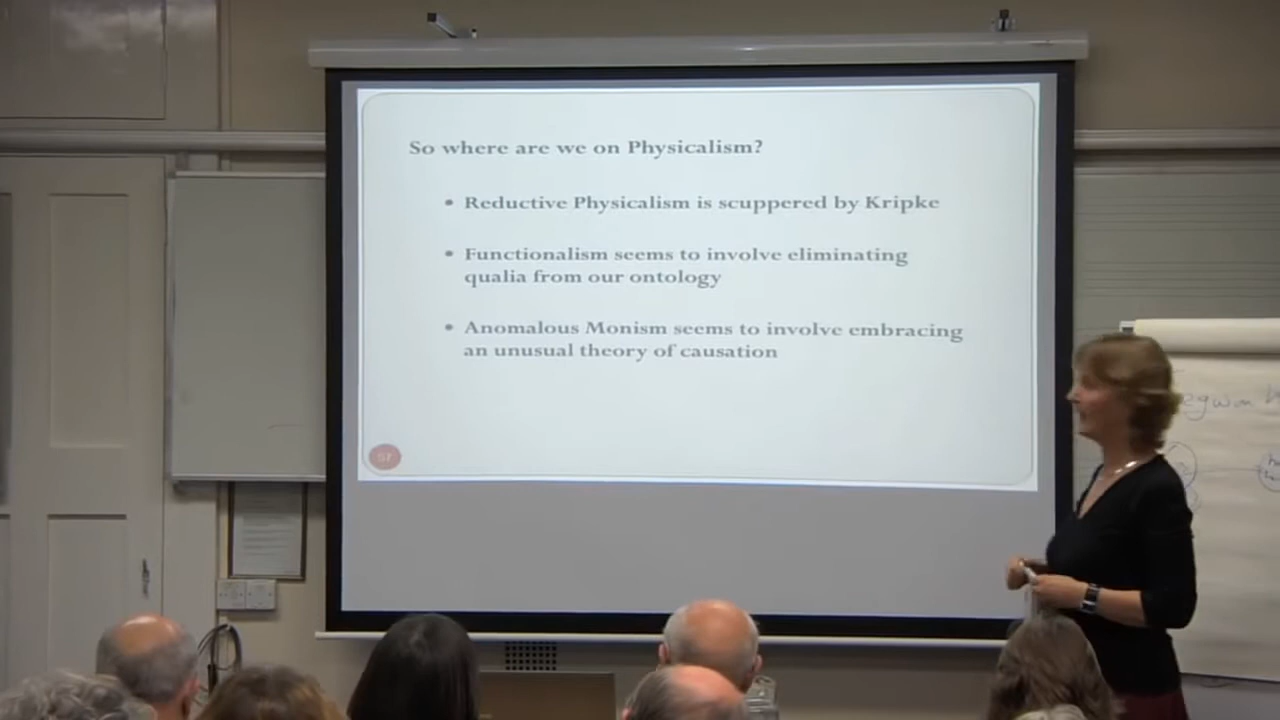 So where are we on Physicalism?
• Reductive Physicalism is scuppered by Kripke
• Functionalism seems to involve eliminating
qualia from our ontology
• Anomalous Monism seems to involve embracing
an unusual theory of causation
57